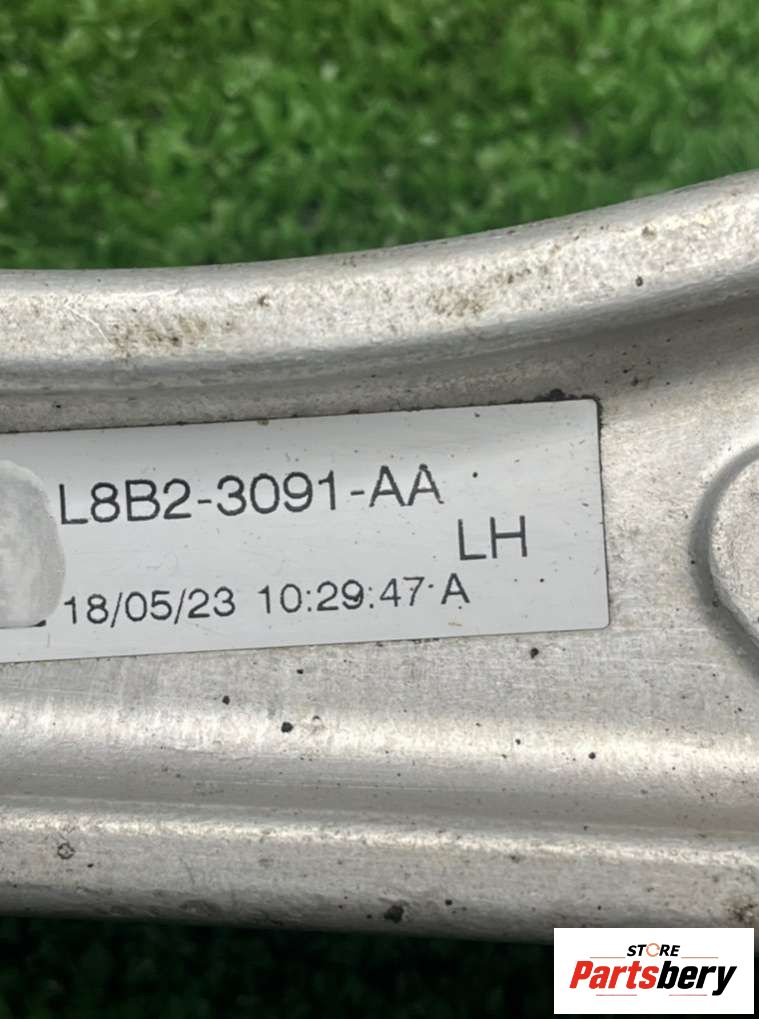 L8B2-3091-AA
LH
18/05/23 10:29:47 A
STORE
Partsbery